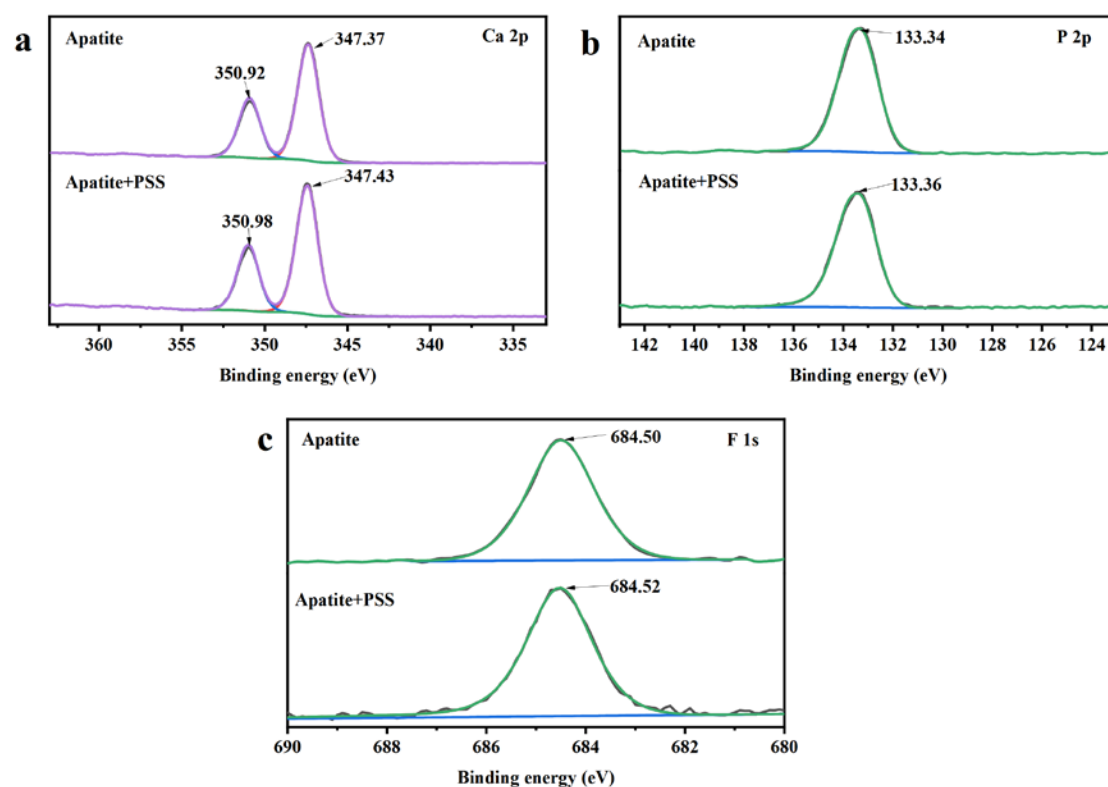 a
Apatite
Ca 2p
347.37
350.92
Apatite+PSS
347.43
350.98
360 355 350 345 340 335
Binding energy (eV)
b
Apatite
P 2p
133.34
Apatite+PSS
133.36
142 140 138 136 134 132 130 128 126 124
Binding energy (eV)
c
Apatite
F 1s
684.50
Apatite+PSS
684.52
690 688 686 684 682 680
Binding energy (eV)